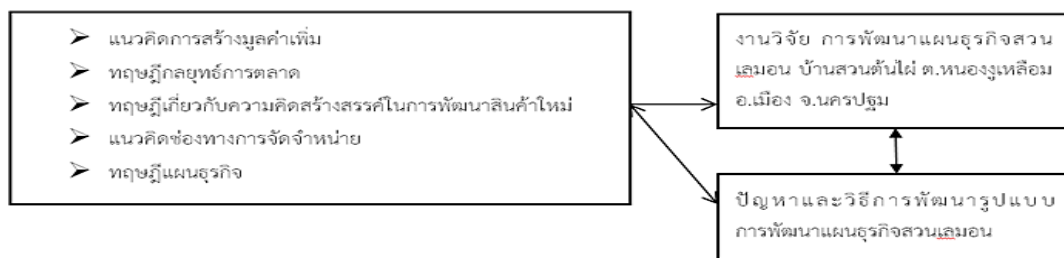 แนวคิดการสร้างมูลค่าเพิ่ม
ทฤษฎีกลยุทธ์การตลาด
ทฤษฎีเกี่ยวกับความคิดสร้างสรรค์ในการพัฒนาสินค้าใหม่
แนวคิดช่องทางการจัดจำหน่าย
ทฤษฎีแผนธุรกิจ
งานวิจัย การพัฒนาแผนธุรกิจสวน
เลมอน บ้านสวนต้นไผ่ ต.หนองงูเหลือม
อ.เมือง จ.นครปฐม
ปัญหาและวิธีการพัฒนารูปแบบ
การพัฒนาแผนธุรกิจสวนเลมอน